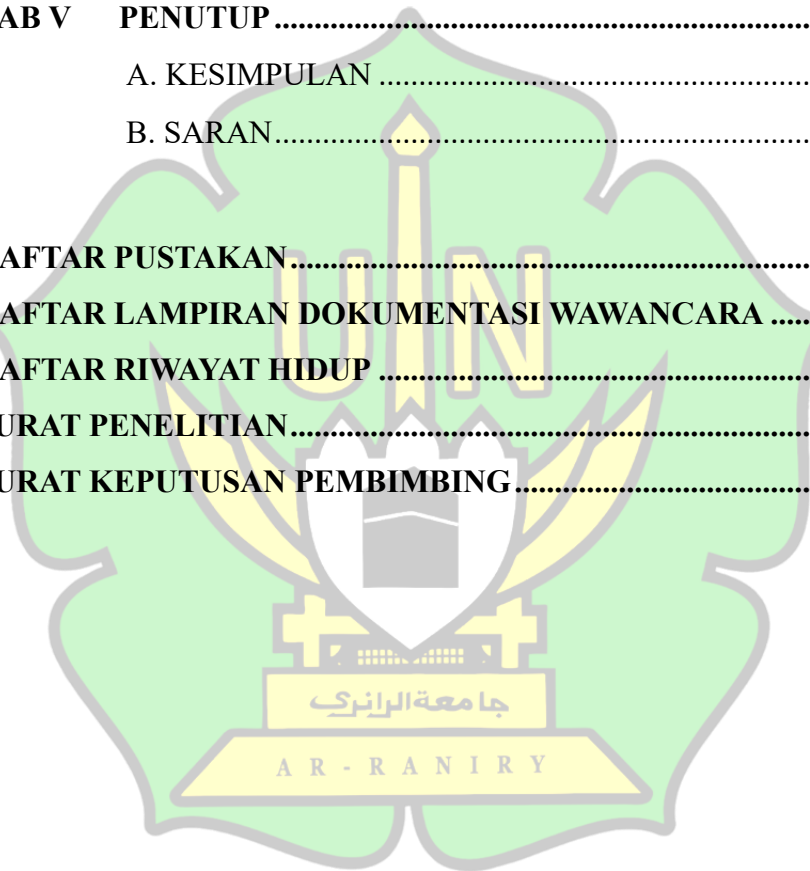 AB V PENUTUP ....................................................................
A. KESIMPULAN ......................................................
B. SARAN...................................................................
AFTAR PUSTAKAN.................................................................
AFTAR LAMPIRAN DOKUMENTASI WAWANCARA .....
AFTAR RIWAYAT HIDUP ......................................................
URAT PENELITIAN.................................................................
URAT KEPUTUSAN PEMBIMBING.....................................
UIN
جامعة الرانري
AR-RANIRY